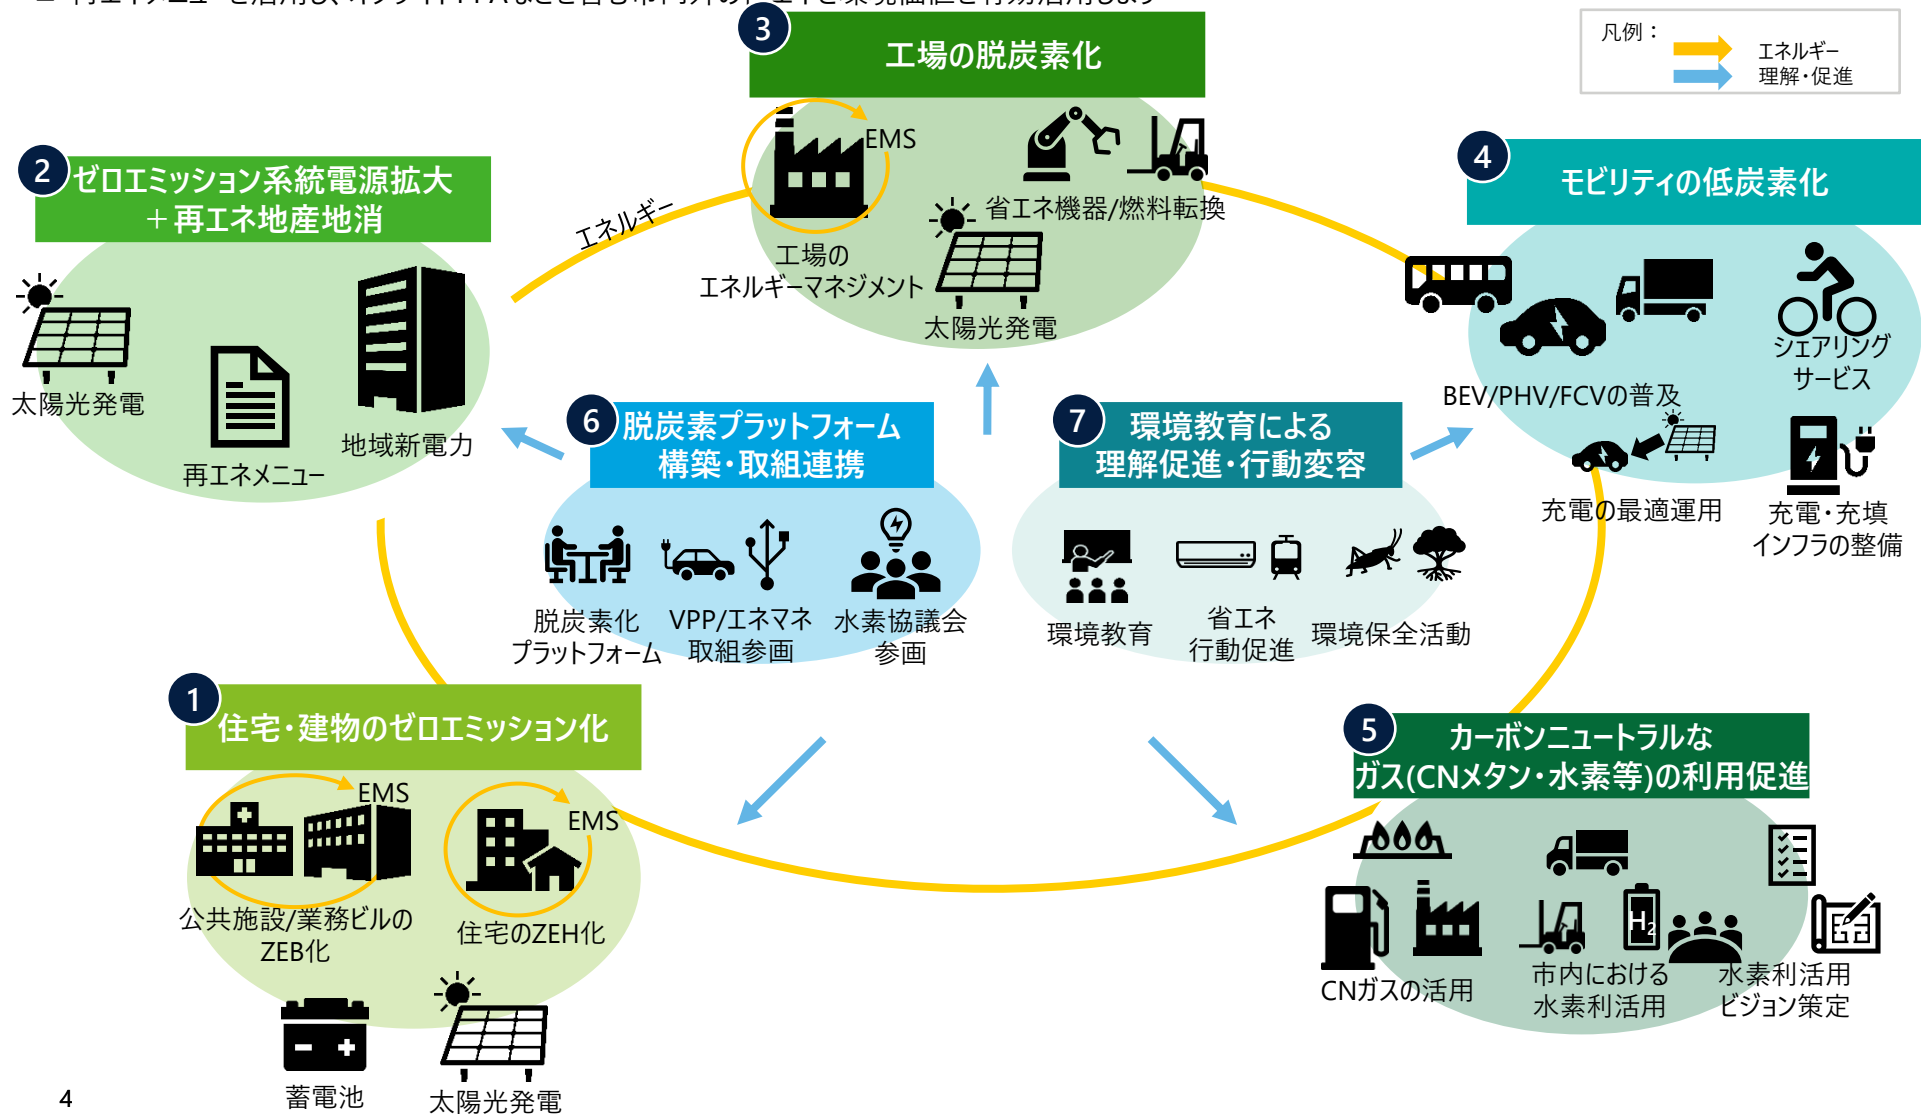 凡例：
エネルギー
理解・促進
3
工場の脱炭素化
EMS
省エネ機器/燃料転換
工場の
エネルギーマネジメント
太陽光発電
2
ゼロエミッション系統電源拡大
＋再エネ地産地消
エネルギー
太陽光発電
再エネメニュー
地域新電力
4
モビリティの低炭素化
シェアリング
サービス
BEV/PHV/FCVの普及
充電の最適運用
充電・充填
インフラの整備
6
脱炭素プラットフォーム
構築・取組連携
脱炭素化
プラットフォーム
VPP/エネマネ
取組参画
水素協議会
参画
7
環境教育による
理解促進・行動変容
環境教育
省エネ
行動促進
環境保全活動
1
住宅・建物のゼロエミッション化
EMS
EMS
公共施設/業務ビルの
ZEB化
住宅のZEH化
蓄電池
太陽光発電
5
カーボンニュートラルな
ガス(CNメタン・水素等)の利用促進
H2
CNガスの活用
市内における
水素利活用
水素利活用
ビジョン策定
4